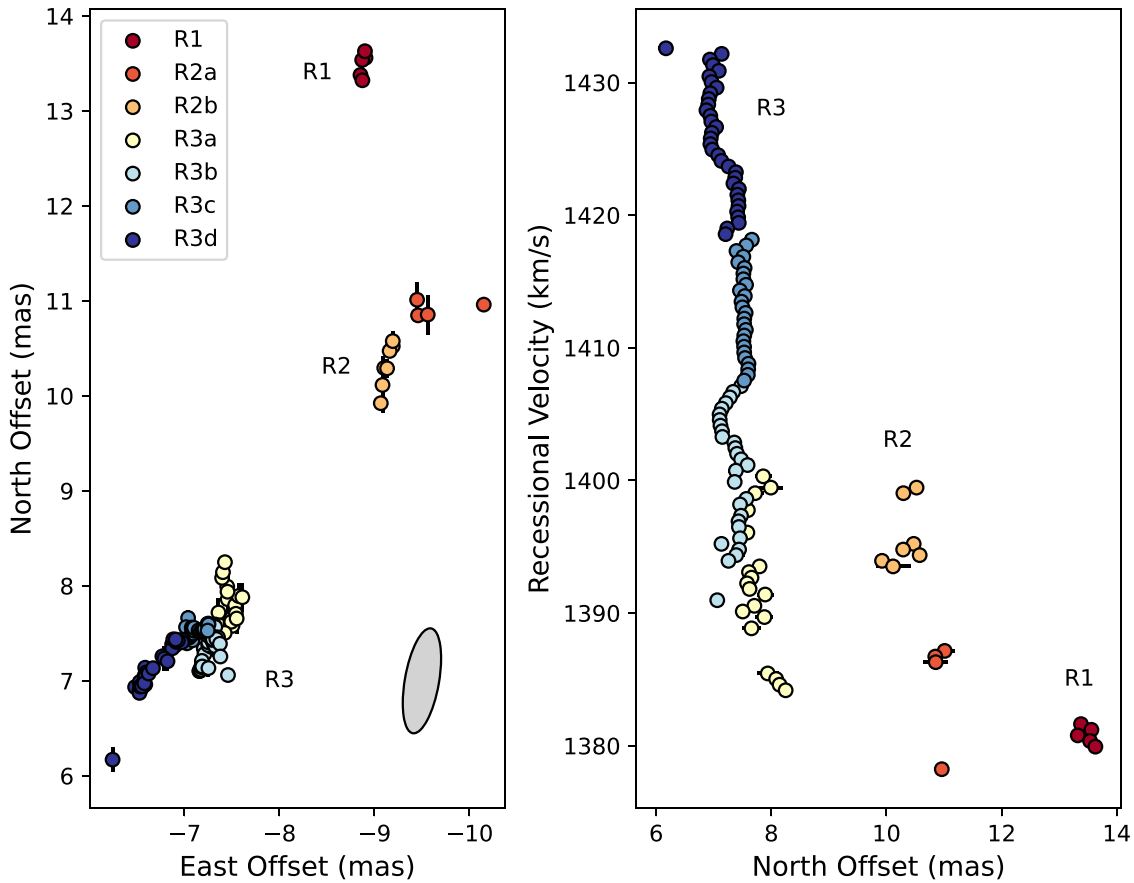 14
13
12
11
10
9
8
7
6
North Offset (mas)
R1
R2a
R2b
R3a
R3b
R3c
R3d
R1
R2
R3
−7
−8
−9
−10
East Offset (mas)
1430
1420
1410
1400
1390
1380
Recessional Velocity (km/s)
R3
R2
R1
6
8
10
12
14
North Offset (mas)